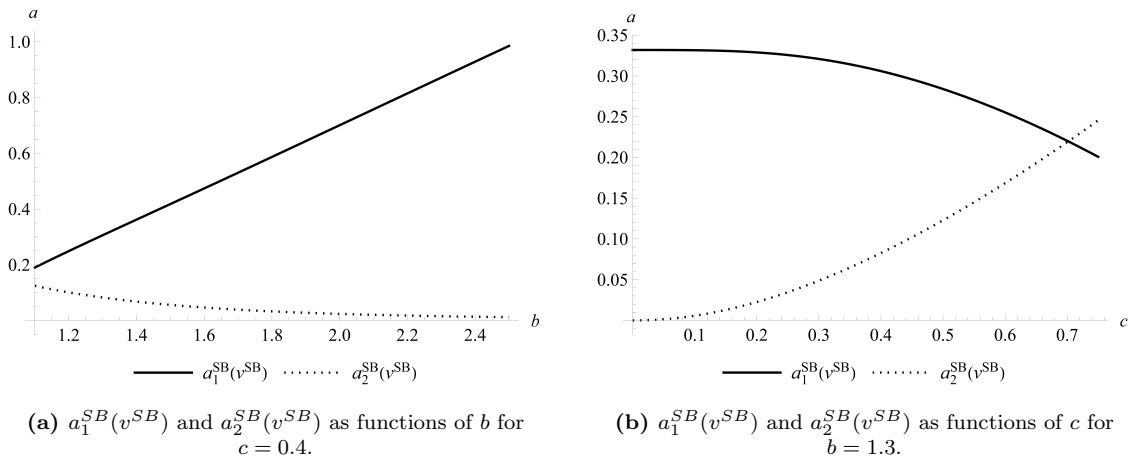 a
1.0
0.8
0.6
0.4
0.2
1.2 1.4 1.6 1.8 2.0 2.2 2.4 b
a_1^{SB}(v^{SB}) a_2^{SB}(v^{SB})
(a) a_1^{SB}(v^{SB}) and a_2^{SB}(v^{SB}) as functions of b for
c = 0.4.
a
0.35
0.30
0.25
0.20
0.15
0.10
0.05
0.1 0.2 0.3 0.4 0.5 0.6 0.7 c
a_1^{SB}(v^{SB}) a_2^{SB}(v^{SB})
(b) a_1^{SB}(v^{SB}) and a_2^{SB}(v^{SB}) as functions of c for
b = 1.3.